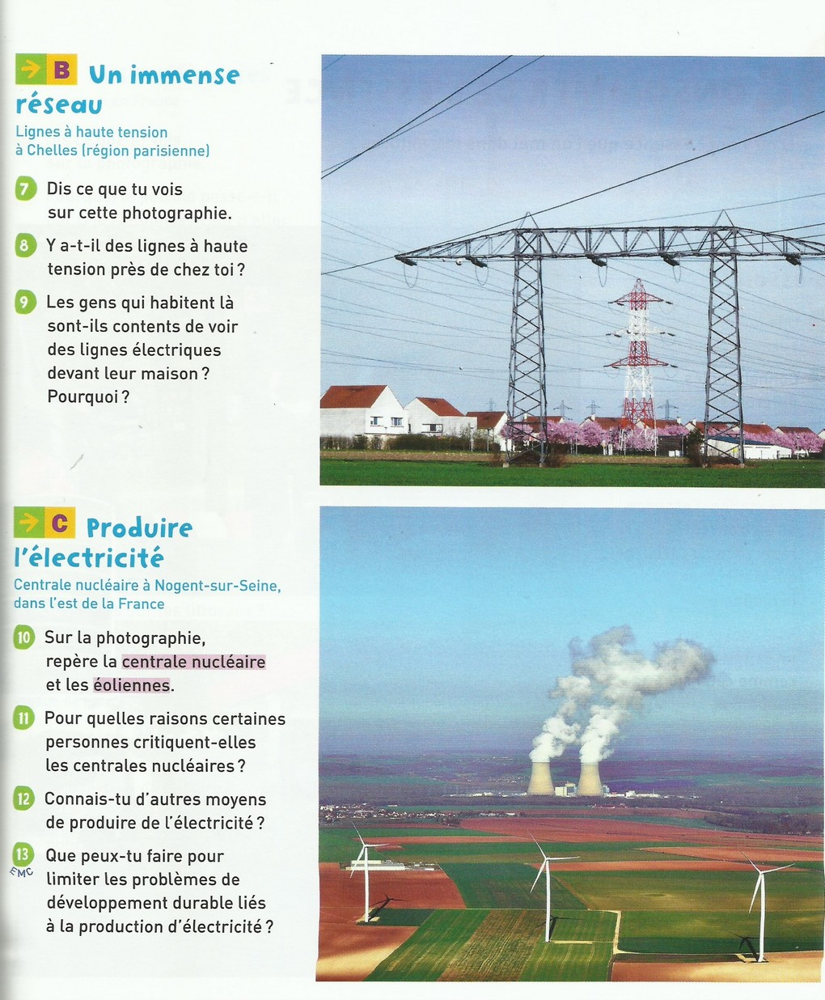 B Un immense
réseau
Lignes à haute tension
à Chelles (région parisienne)
7 Dis ce que tu vois
sur cette photographie.
8 Y a-t-il des lignes à haute
tension près de chez toi ?
9 Les gens qui habitent là
sont-ils contents de voir
des lignes électriques
devant leur maison ?
Pourquoi ?
C Produire
l'électricité
Centrale nucléaire à Nogent-sur-Seine,
dans l'est de la France
10 Sur la photographie,
repère la centrale nucléaire
et les éoliennes.
11 Pour quelles raisons certaines
personnes critiquent-elles
les centrales nucléaires ?
12 Connais-tu d'autres moyens
de produire de l'électricité ?
13 Que peux-tu faire pour
EMC limiter les problèmes de
développement durable liés
à la production d'électricité ?